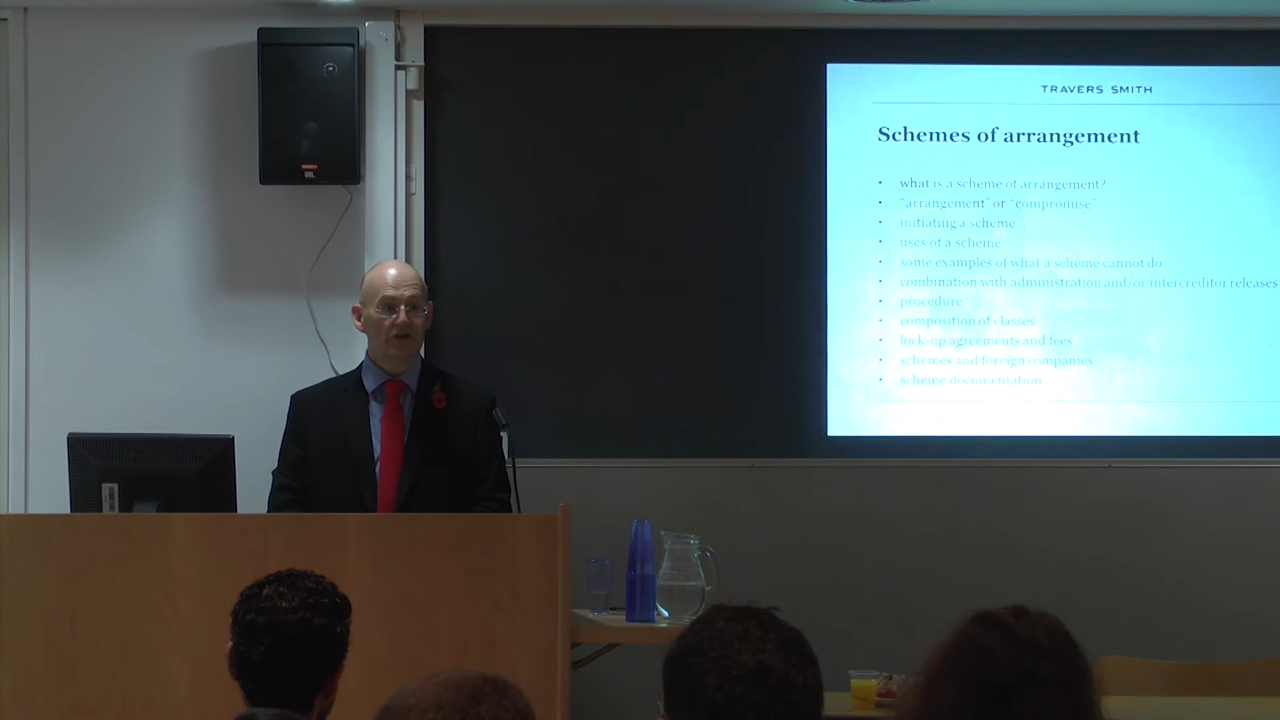 JBL
TRAVERS SMITH
Schemes of arrangement
• what is a scheme of arrangement?
• “arrangement” or “compromise”
• initiating a scheme
• uses of a scheme
• some examples of what a scheme cannot do
• combination with administration and/or intercreditor releases
• procedure
• composition of classes
• lock-up agreements and fees
• schemes and foreign companies
• scheme documentation